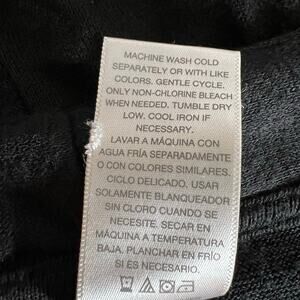 MACHINE WASH COLD
SEPARATELY OR WITH LIKE
COLORS. GENTLE CYCLE.
ONLY NON-CHLORINE BLEACH
WHEN NEEDED. TUMBLE DRY
LOW. COOL IRON IF
NECESSARY.
LAVAR A MÁQUINA CON
AGUA FRÍA SEPARADAMENTE
O CON COLORES SIMILARES.
CICLO DELICADO. USAR
SOLAMENTE BLANQUEADOR
SIN CLORO CUANDO SE
NECESITE. SECAR EN
MÁQUINA A TEMPERATURA
BAJA. PLANCHAR EN FRÍO
SI ES NECESARIO.